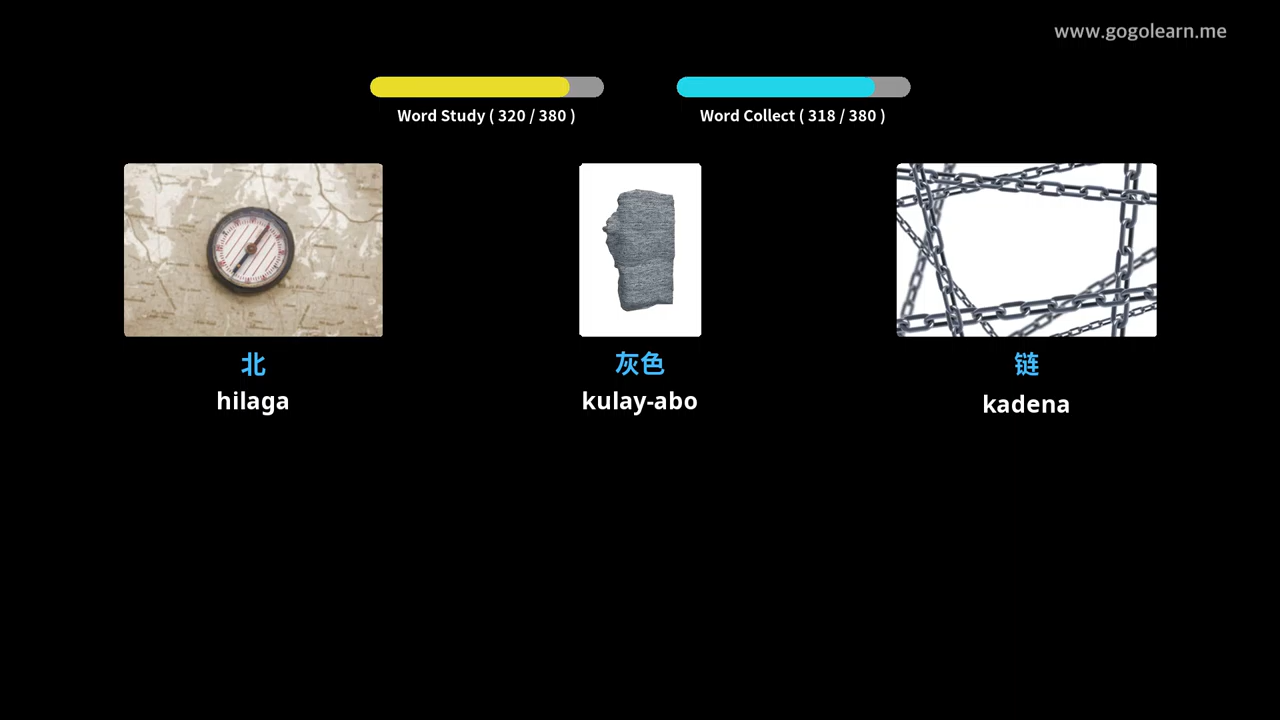 www.gogolearn.me
Word Study ( 320 / 380 )
Word Collect ( 318 / 380 )
北
hilaga
灰色
kulay-abo
链
kadena